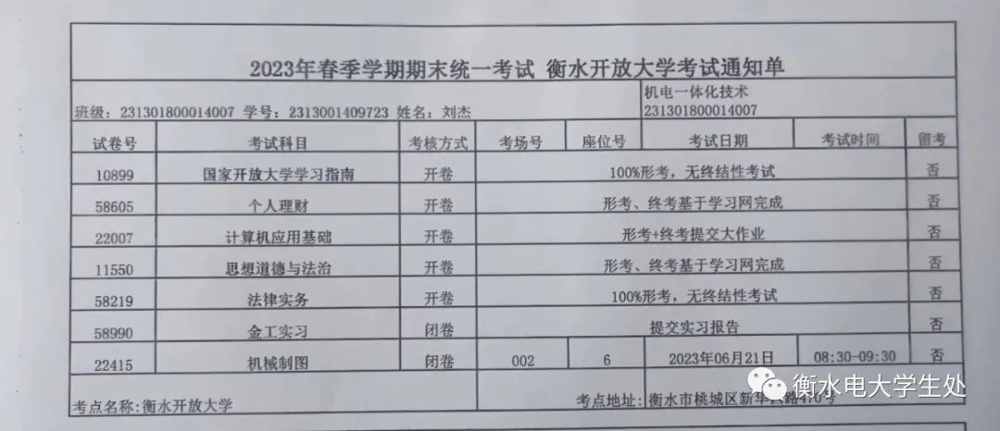 2023年春季学期期末统一考试 衡水开放大学考试通知单
班级：231301800014007 学号：2313001409723 姓名：刘杰
机电一体化技术
231301800014007
试卷号 考试科目 考核方式 考场号 座位号 考试日期 考试时间 留考
10899 国家开放大学学习指南 开卷 100%形考，无终结性考试 否
58605 个人理财 开卷 形考、终考基于学习网完成 否
22007 计算机应用基础 开卷 形考+终考提交大作业 否
11550 思想道德与法治 开卷 形考、终考基于学习网完成 否
58219 法律实务 开卷 100%形考，无终结性考试 否
58990 金工实习 闭卷 提交实习报告 否
22415 机械制图 闭卷 002 6 2023年06月21日 08:30-09:30 否
考点名称:衡水开放大学 考点地址:衡水市桃城区新华西路470号
衡水电大学生处